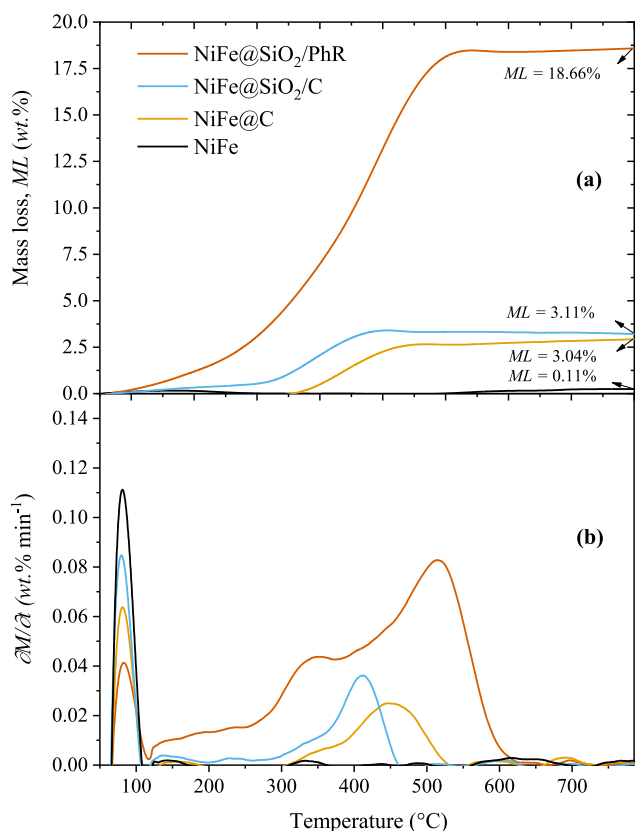 Mass loss, ML (wt.%)
20.0
17.5
15.0
12.5
10.0
7.5
5.0
2.5
0.0
NiFe@SiO₂/PhR
NiFe@SiO₂/C
NiFe@C
NiFe
ML = 18.66%
(a)
ML = 3.11%
ML = 3.04%
ML = 0.11%
∂M/∂t (wt.% min⁻¹)
0.14
0.12
0.10
0.08
0.06
0.04
0.02
0.00
(b)
100 200 300 400 500 600 700
Temperature (°C)